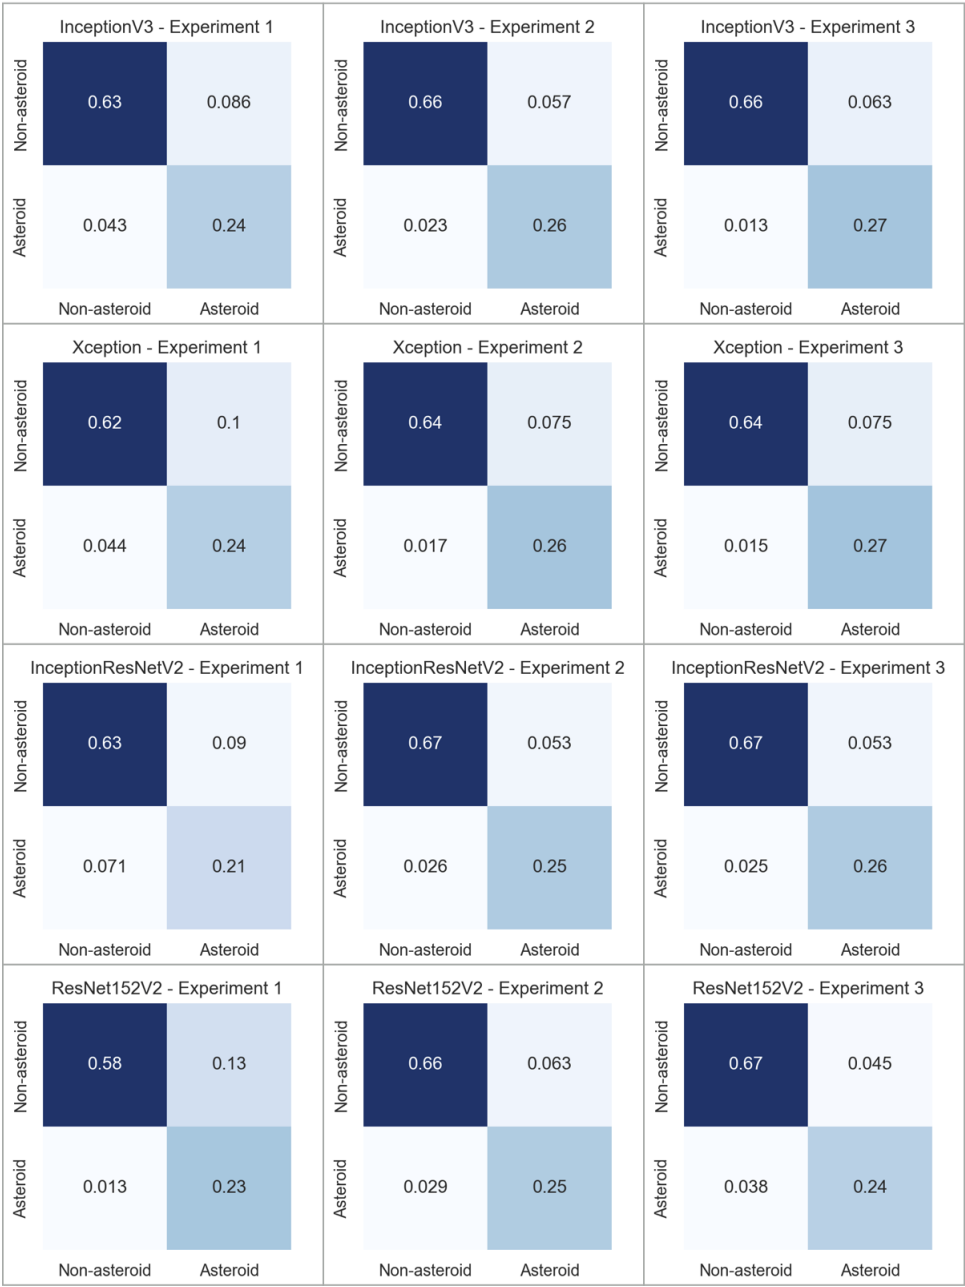 InceptionV3 - Experiment 1
Non-asteroid
0.63 0.086
Asteroid
0.043 0.24
Non-asteroid Asteroid
InceptionV3 - Experiment 2
Non-asteroid
0.66 0.057
Asteroid
0.023 0.26
Non-asteroid Asteroid
InceptionV3 - Experiment 3
Non-asteroid
0.66 0.063
Asteroid
0.013 0.27
Non-asteroid Asteroid
Xception - Experiment 1
Non-asteroid
0.62 0.1
Asteroid
0.044 0.24
Non-asteroid Asteroid
Xception - Experiment 2
Non-asteroid
0.64 0.075
Asteroid
0.017 0.26
Non-asteroid Asteroid
Xception - Experiment 3
Non-asteroid
0.64 0.075
Asteroid
0.015 0.27
Non-asteroid Asteroid
InceptionResNetV2 - Experiment 1
Non-asteroid
0.63 0.09
Asteroid
0.071 0.21
Non-asteroid Asteroid
InceptionResNetV2 - Experiment 2
Non-asteroid
0.67 0.053
Asteroid
0.026 0.25
Non-asteroid Asteroid
InceptionResNetV2 - Experiment 3
Non-asteroid
0.67 0.053
Asteroid
0.025 0.26
Non-asteroid Asteroid
ResNet152V2 - Experiment 1
Non-asteroid
0.58 0.13
Asteroid
0.013 0.23
Non-asteroid Asteroid
ResNet152V2 - Experiment 2
Non-asteroid
0.66 0.063
Asteroid
0.029 0.25
Non-asteroid Asteroid
ResNet152V2 - Experiment 3
Non-asteroid
0.67 0.045
Asteroid
0.038 0.24
Non-asteroid Asteroid